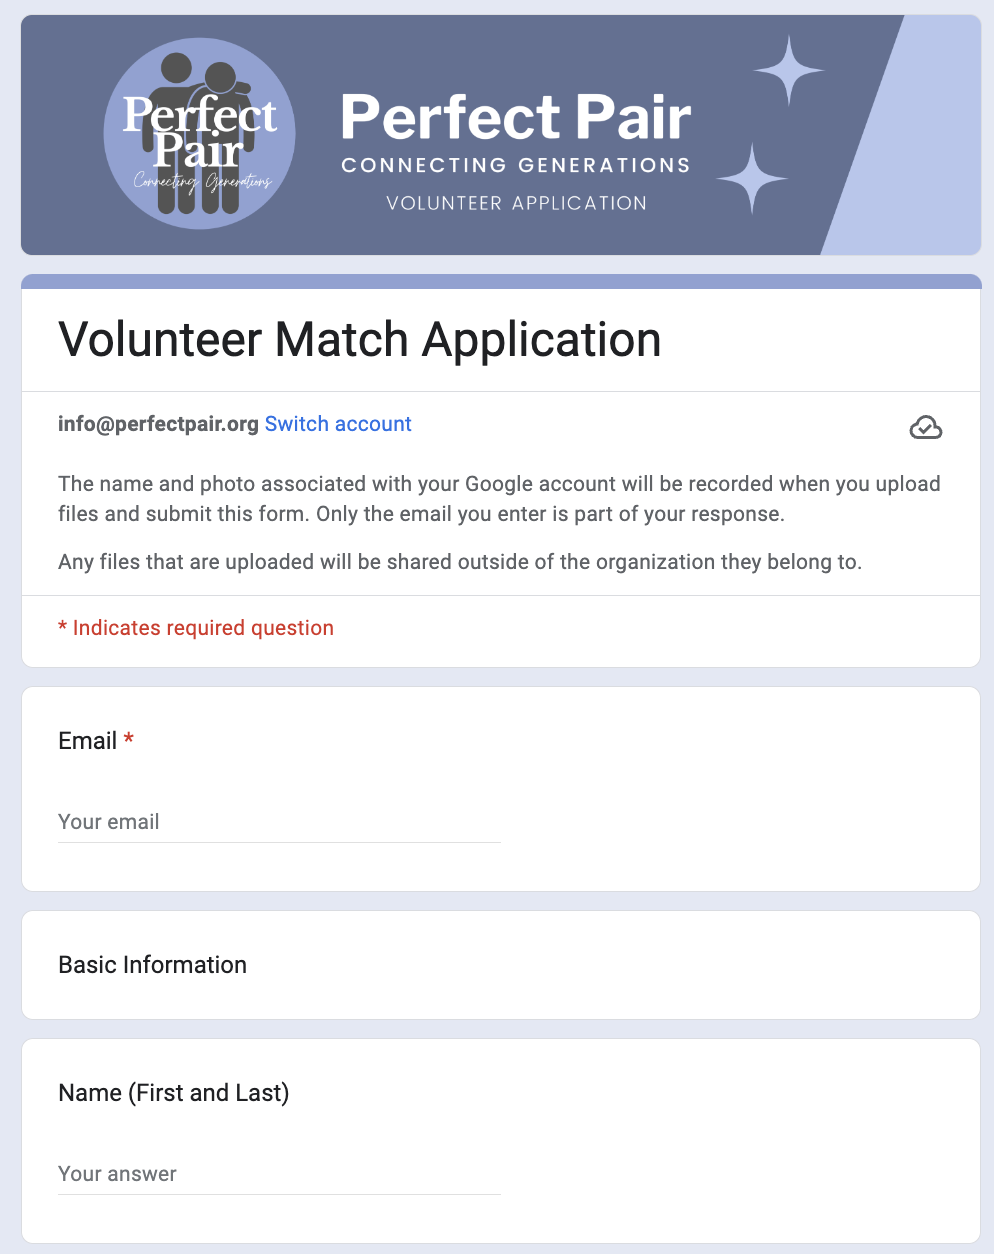 Perfect
Pair
Connecting Generations
Perfect Pair
CONNECTING GENERATIONS
VOLUNTEER APPLICATION
Volunteer Match Application
info@perfectpair.org Switch account
The name and photo associated with your Google account will be recorded when you upload
files and submit this form. Only the email you enter is part of your response.
Any files that are uploaded will be shared outside of the organization they belong to.
* Indicates required question
Email *
Your email
Basic Information
Name (First and Last)
Your answer